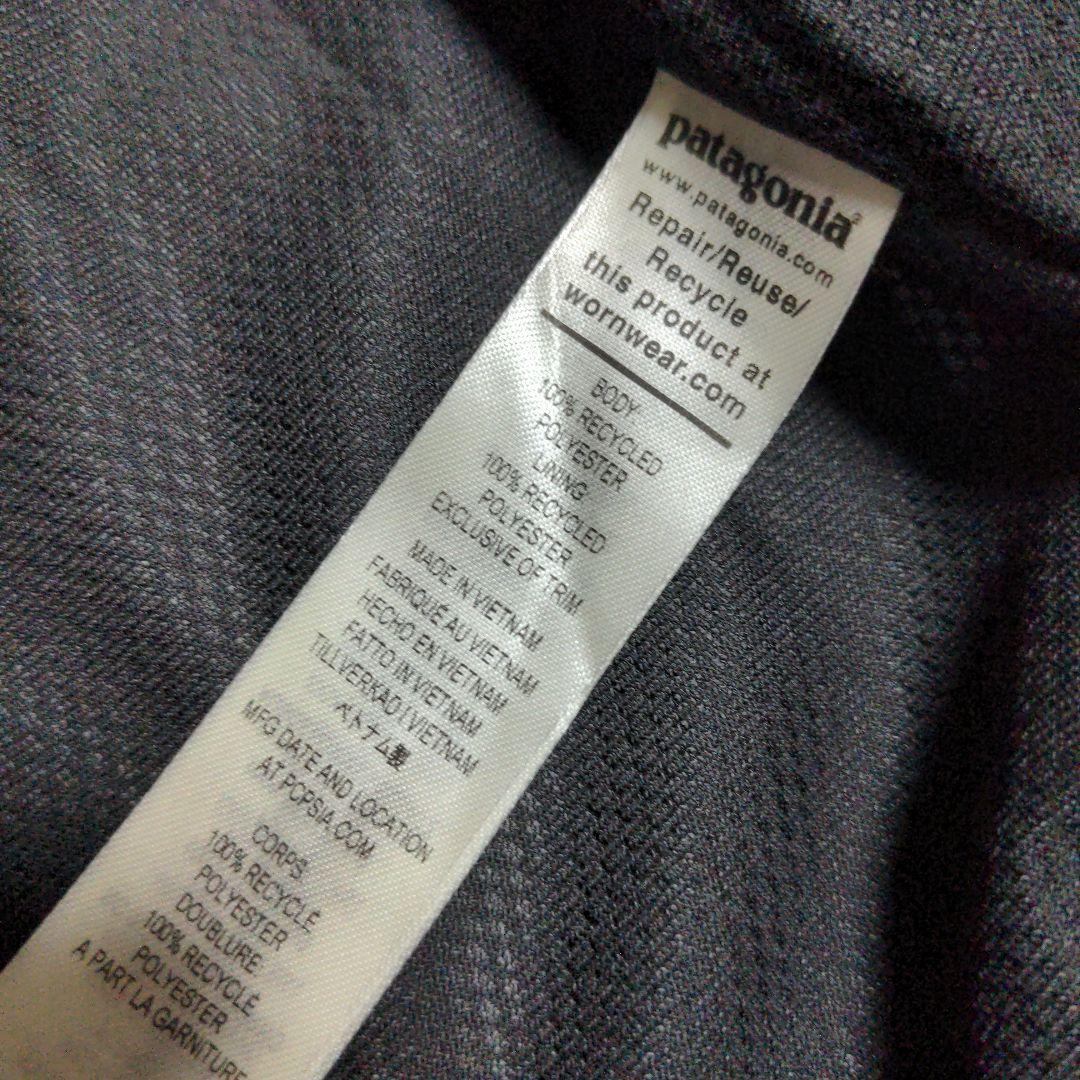 patagonia®
www.patagonia.com
Repair/Reuse/
Recycle
this product at
wornwear.com
BODY
100% RECYCLED
POLYESTER
LINING
100% RECYCLED
POLYESTER
EXCLUSIVE OF TRIM
MADE IN VIETNAM
FABRIQUÉ AU VIETNAM
HECHO EN VIETNAM
FATTO IN VIETNAM
TILLVERKAD I VIETNAM
ベトナム製
MFG DATE AND LOCATION
AT PCPSIA.COM
CORPS
100% RECYCLÉ
POLYESTER
DOUBLURE
100% RECYCLÉ
POLYESTER
A PART LA GARNITURE